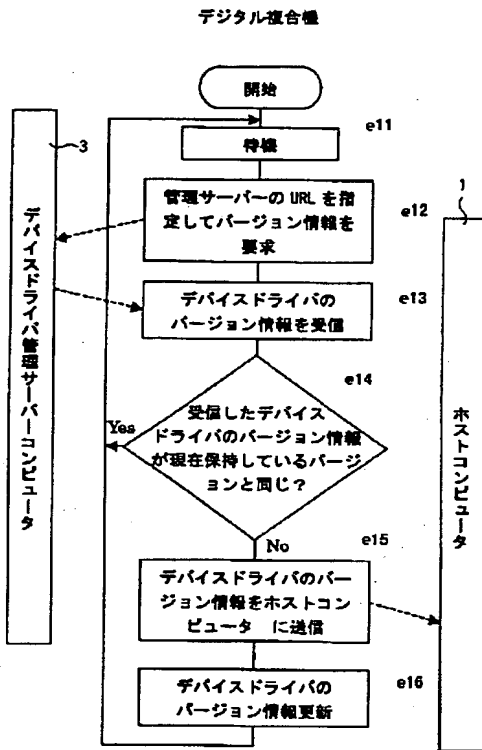 デジタル複合機
開始
待機
e11
3
管理サーバーの URL を指
定してバージョン情報を
要求
e12
1
デバイスドライバの
バージョン情報を受信
e13
デバイスドライバ管理サーバーコンピュータ
受信したデバイス
ドライバのバージョン情報
が現在保持しているバージ
ョンと同じ？
e14
Yes
No
ホストコンピュータ
デバイスドライバのバー
ジョン情報をホストコン
ピュータ に送信
e15
デバイスドライバの
バージョン情報更新
e16